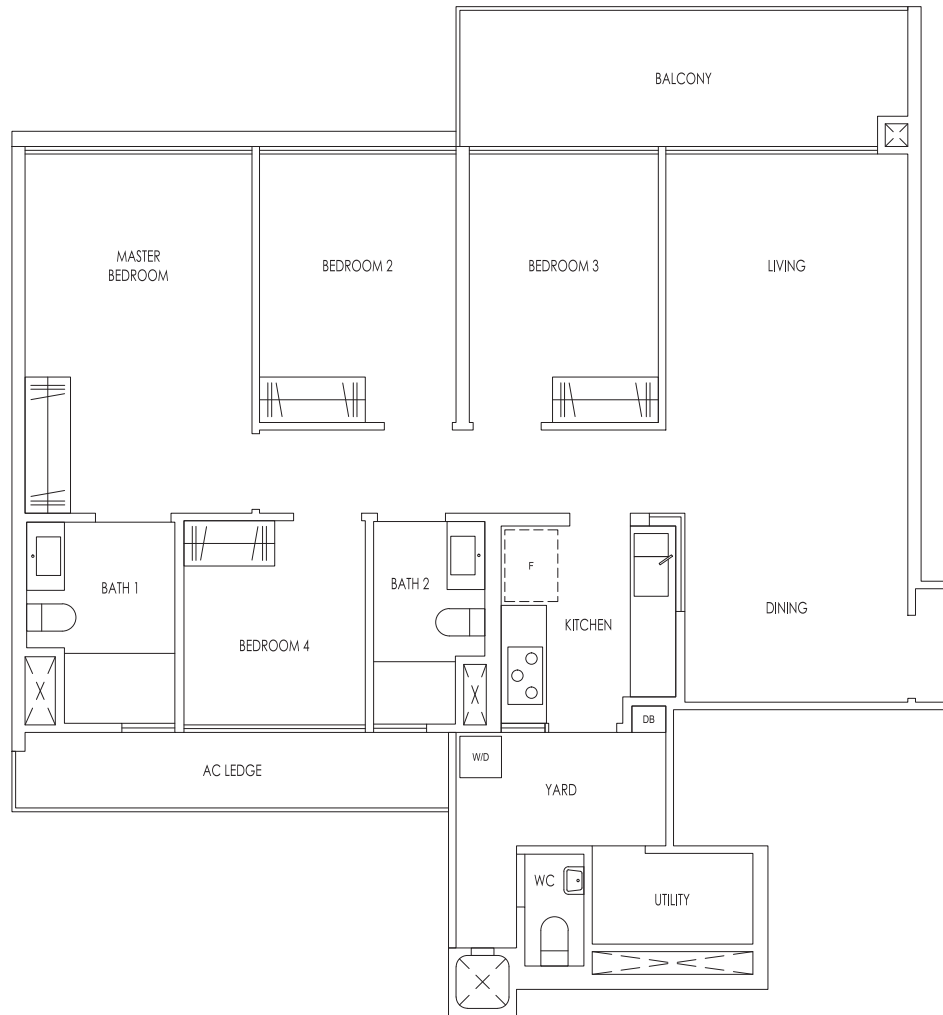 BALCONY
MASTER
BEDROOM
BEDROOM 2
BEDROOM 3
LIVING
BATH 1
BEDROOM 4
BATH 2
F
KITCHEN
DINING
DB
AC LEDGE
W/D
YARD
WC
UTILITY